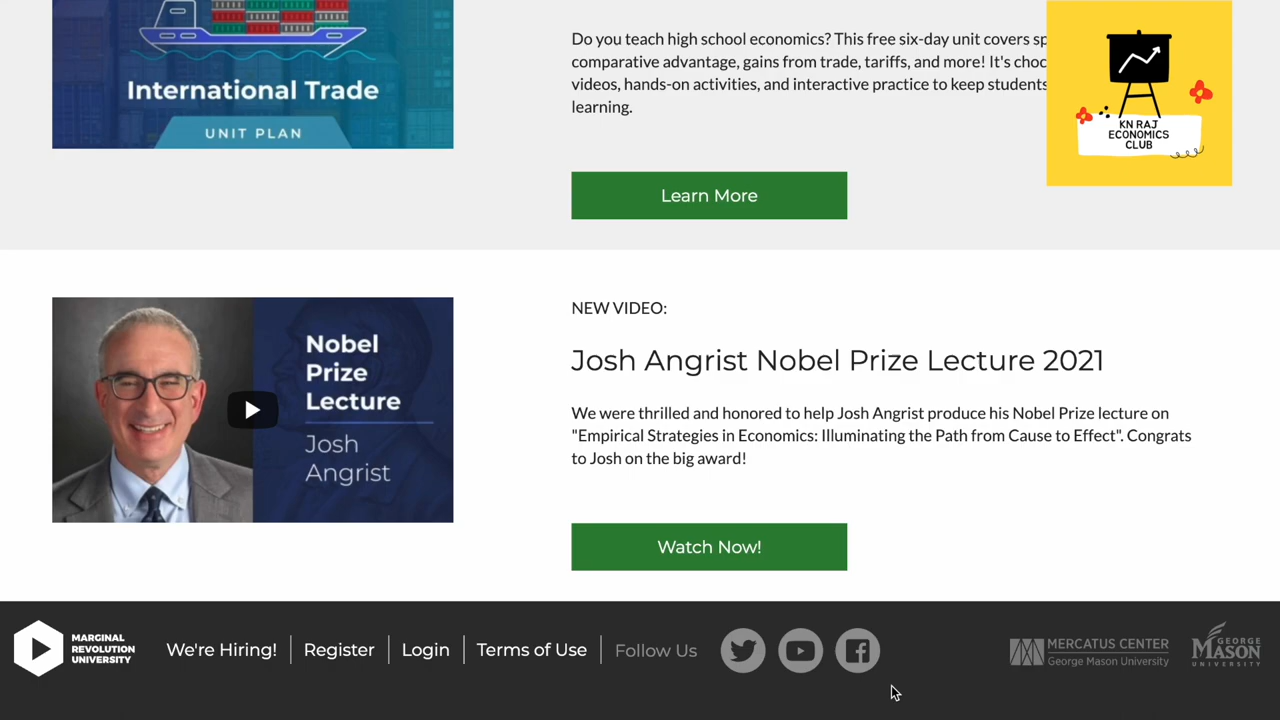 International Trade
UNIT PLAN
Do you teach high school economics? This free six-day unit covers
comparative advantage, gains from trade, tariffs, and more! It's
videos, hands-on activities, and interactive practice to keep students
learning.
Learn More
KN RAJ
ECONOMICS
CLUB
Nobel
Prize
Lecture
Josh
Angrist
NEW VIDEO:
Josh Angrist Nobel Prize Lecture 2021
We were thrilled and honored to help Josh Angrist produce his Nobel Prize lecture on
"Empirical Strategies in Economics: Illuminating the Path from Cause to Effect". Congrats
to Josh on the big award!
Watch Now!
MARGINAL
REVOLUTION
UNIVERSITY
We're Hiring!
Register
Login
Terms of Use
Follow Us
MERCATUS CENTER
George Mason University
GEORGE
MASON
UNIVERSITY